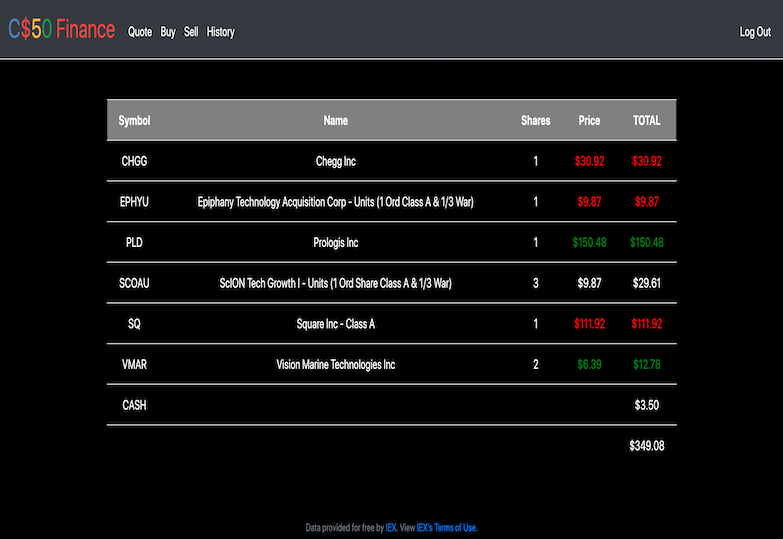 C$50 Finance Quote Buy Sell History Log Out
Symbol Name Shares Price TOTAL
CHGG Chegg Inc 1 $30.92 $30.92
EPHYU Epiphany Technology Acquisition Corp - Units (1 Ord Class A & 1/3 War) 1 $9.87 $9.87
PLD Prologis Inc 1 $150.48 $150.48
SCOAU ScION Tech Growth I - Units (1 Ord Share Class A & 1/3 War) 3 $9.87 $29.61
SQ Square Inc - Class A 1 $111.92 $111.92
VMAR Vision Marine Technologies Inc 2 $6.39 $12.78
CASH $3.50
$349.08
Data provided for free by IEX. View IEX's Terms of Use.